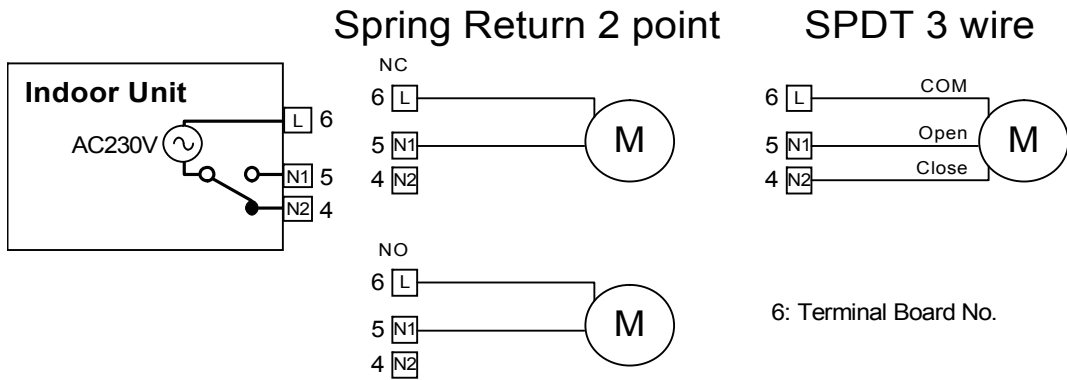 Spring Return 2 point
SPDT 3 wire
Indoor Unit
AC230V
L 6
N1 5
N2 4
NC
6 L
5 N1
4 N2
M
NO
6 L
5 N1
4 N2
M
6 L COM
5 N1 Open
4 N2 Close
M
6: Terminal Board No.